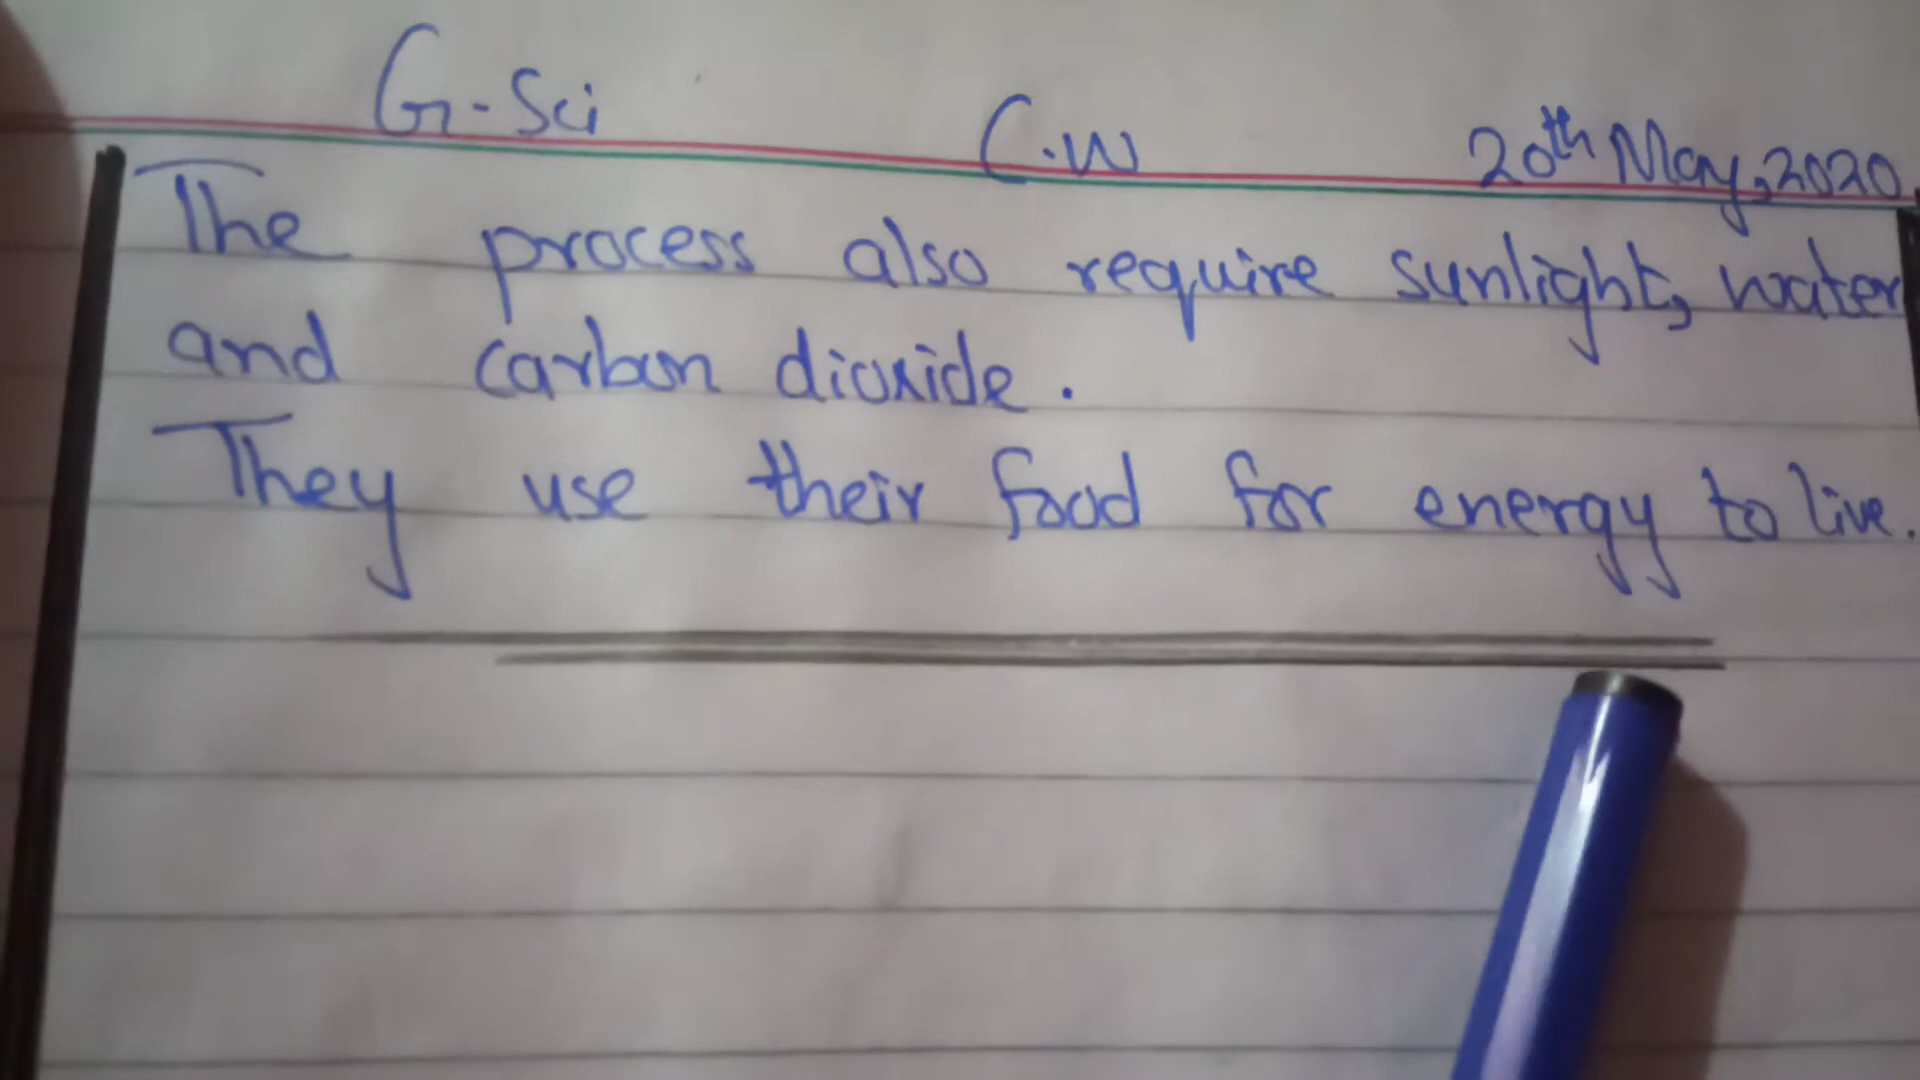 G-Sci C.W 20th May, 2020
The process also require sunlight, water
and carbon dioxide.
They use their food for energy to live.